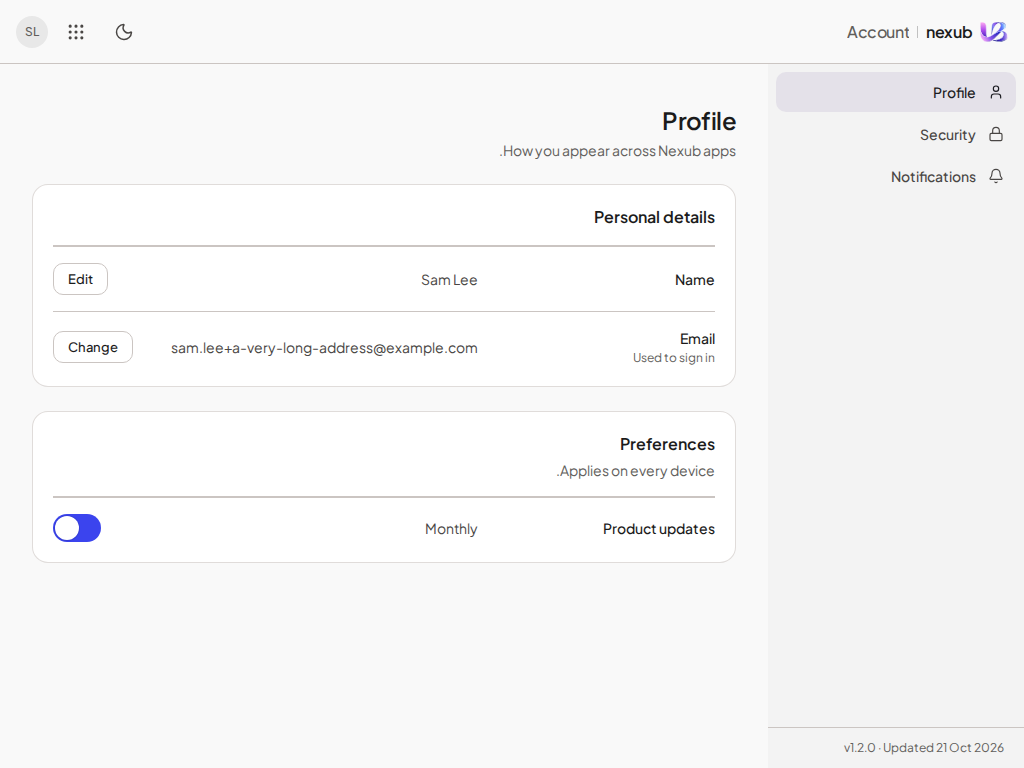 nexub | Account
SL
Profile
Security
Notifications
Profile
.How you appear across Nexub apps
Personal details
Name
Sam Lee
Edit
Email
Used to sign in
sam.lee+a-very-long-address@example.com
Change
Preferences
.Applies on every device
Product updates
Monthly
v1.2.0 · Updated 21 Oct 2026